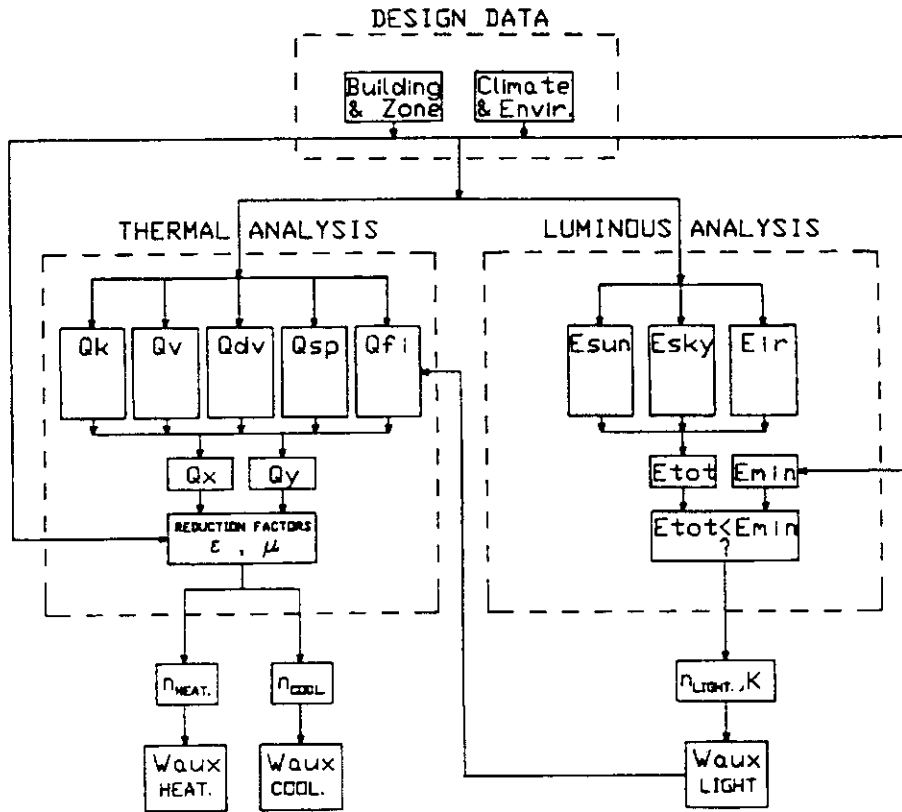 DESIGN DATA
Building
& Zone
Climate
& Envir.
THERMAL ANALYSIS
LUMINOUS ANALYSIS
Qk
Qv
Qdv
Qsp
Qfi
Esun
Esky
Eir
Qx
Qy
Etot
Emin
REDUCTION FACTORS
ε , μ
Etot<Emin
?
nHEAT.
nCOOL
nLIGHT.,K
Waux
HEAT.
Waux
COOL.
Waux
LIGHT